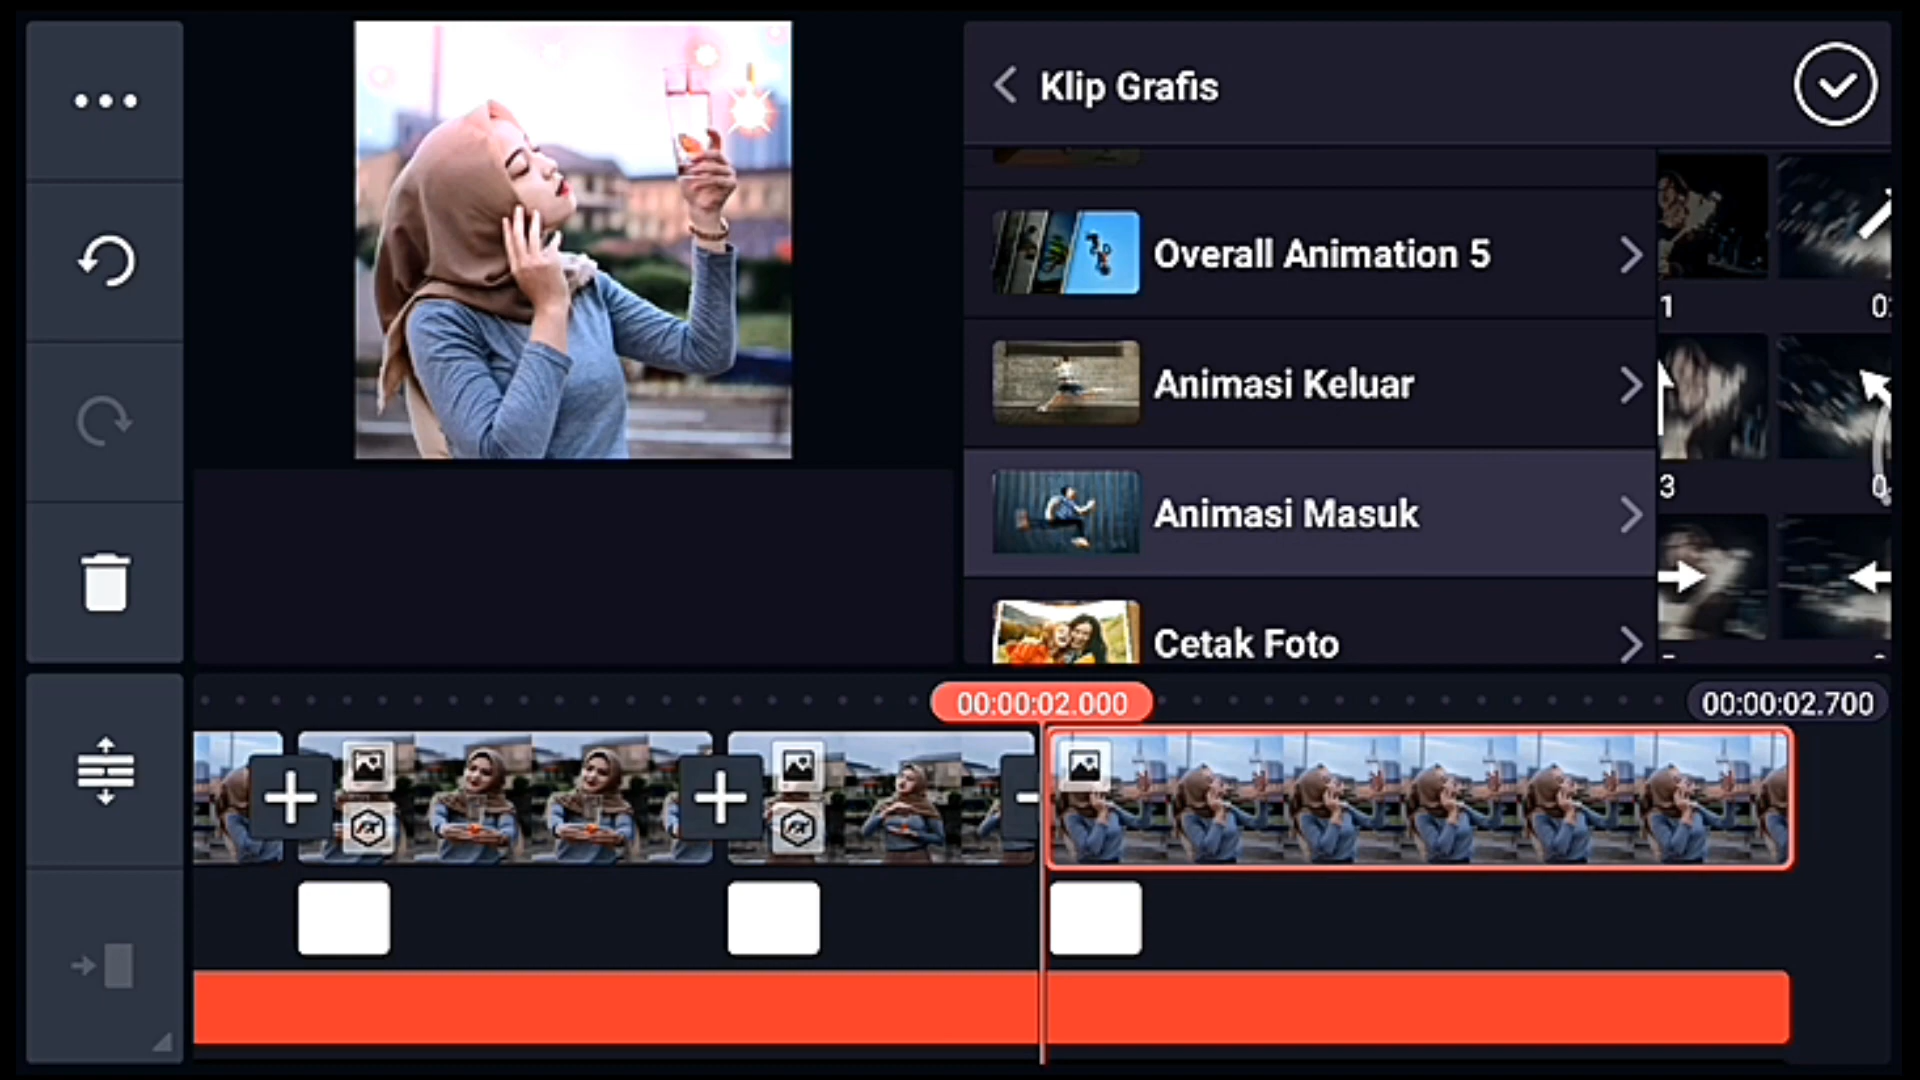 Klip Grafis
Overall Animation 5
Animasi Keluar
Animasi Masuk
Cetak Foto
1
3
00:00:02.000
00:00:02.700